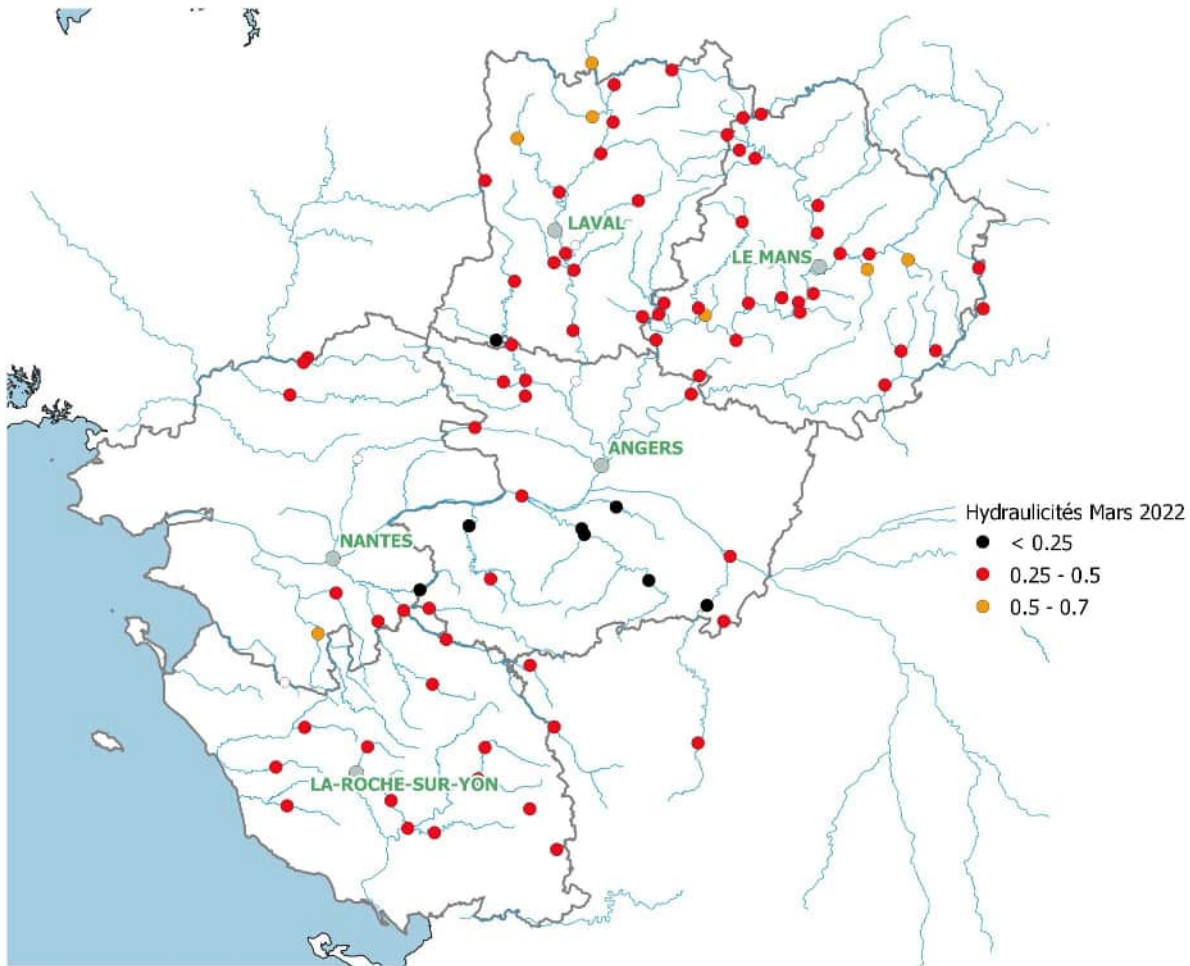 LAVAL
LE MANS
ANGERS
NANTES
LA-ROCHE-SUR-YON
Hydraulicités Mars 2022
< 0.25
0.25 - 0.5
0.5 - 0.7